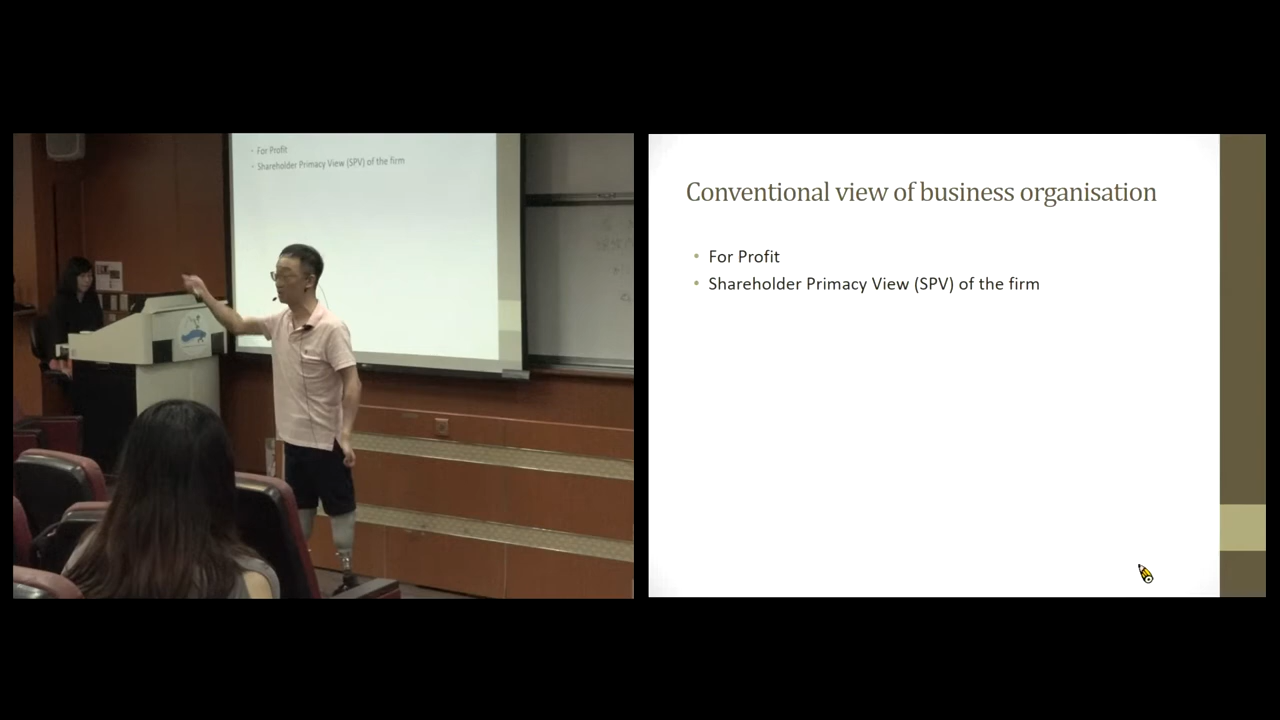 For Profit
Shareholder Primacy View (SPV) of the firm
Conventional view of business organisation
• For Profit
• Shareholder Primacy View (SPV) of the firm